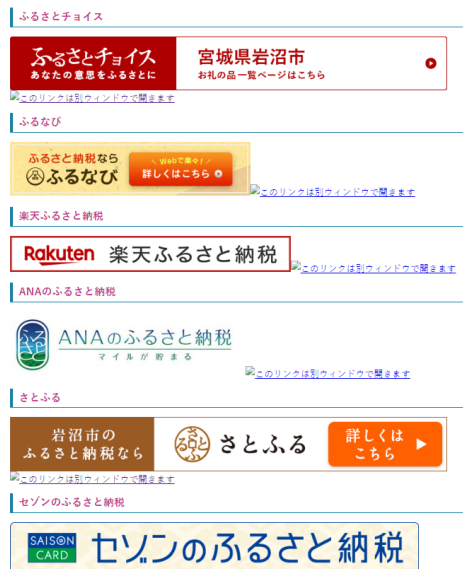 ふるさとチョイス
ふるさとチョイス
あなたの意思をふるさとに
宮城県岩沼市
お礼の品一覧ページはこちら
このリンクは別ウィンドウで開きます
ふるなび
ふるさと納税なら
ふるなび
Webで楽々!
詳しくはこちら
このリンクは別ウィンドウで開きます
楽天ふるさと納税
Rakuten 楽天ふるさと納税
このリンクは別ウィンドウで開きます
ANAのふるさと納税
ふるさと
ANAのふるさと納税
マイルが貯まる
このリンクは別ウィンドウで開きます
さとふる
岩沼市の
ふるさと納税なら
さとふる
詳しくは
こちら
このリンクは別ウィンドウで開きます
セゾンのふるさと納税
SAISON
CARD
セゾンのふるさと納税